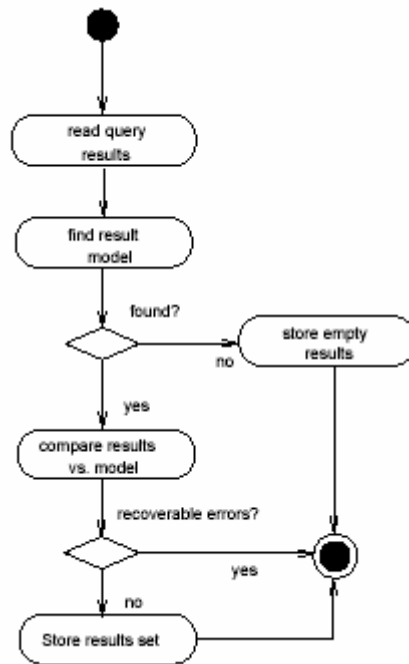 read query
results
find result
model
found?
store empty
results
no
yes
compare results
vs. model
recoverable errors?
yes
no
Store results set